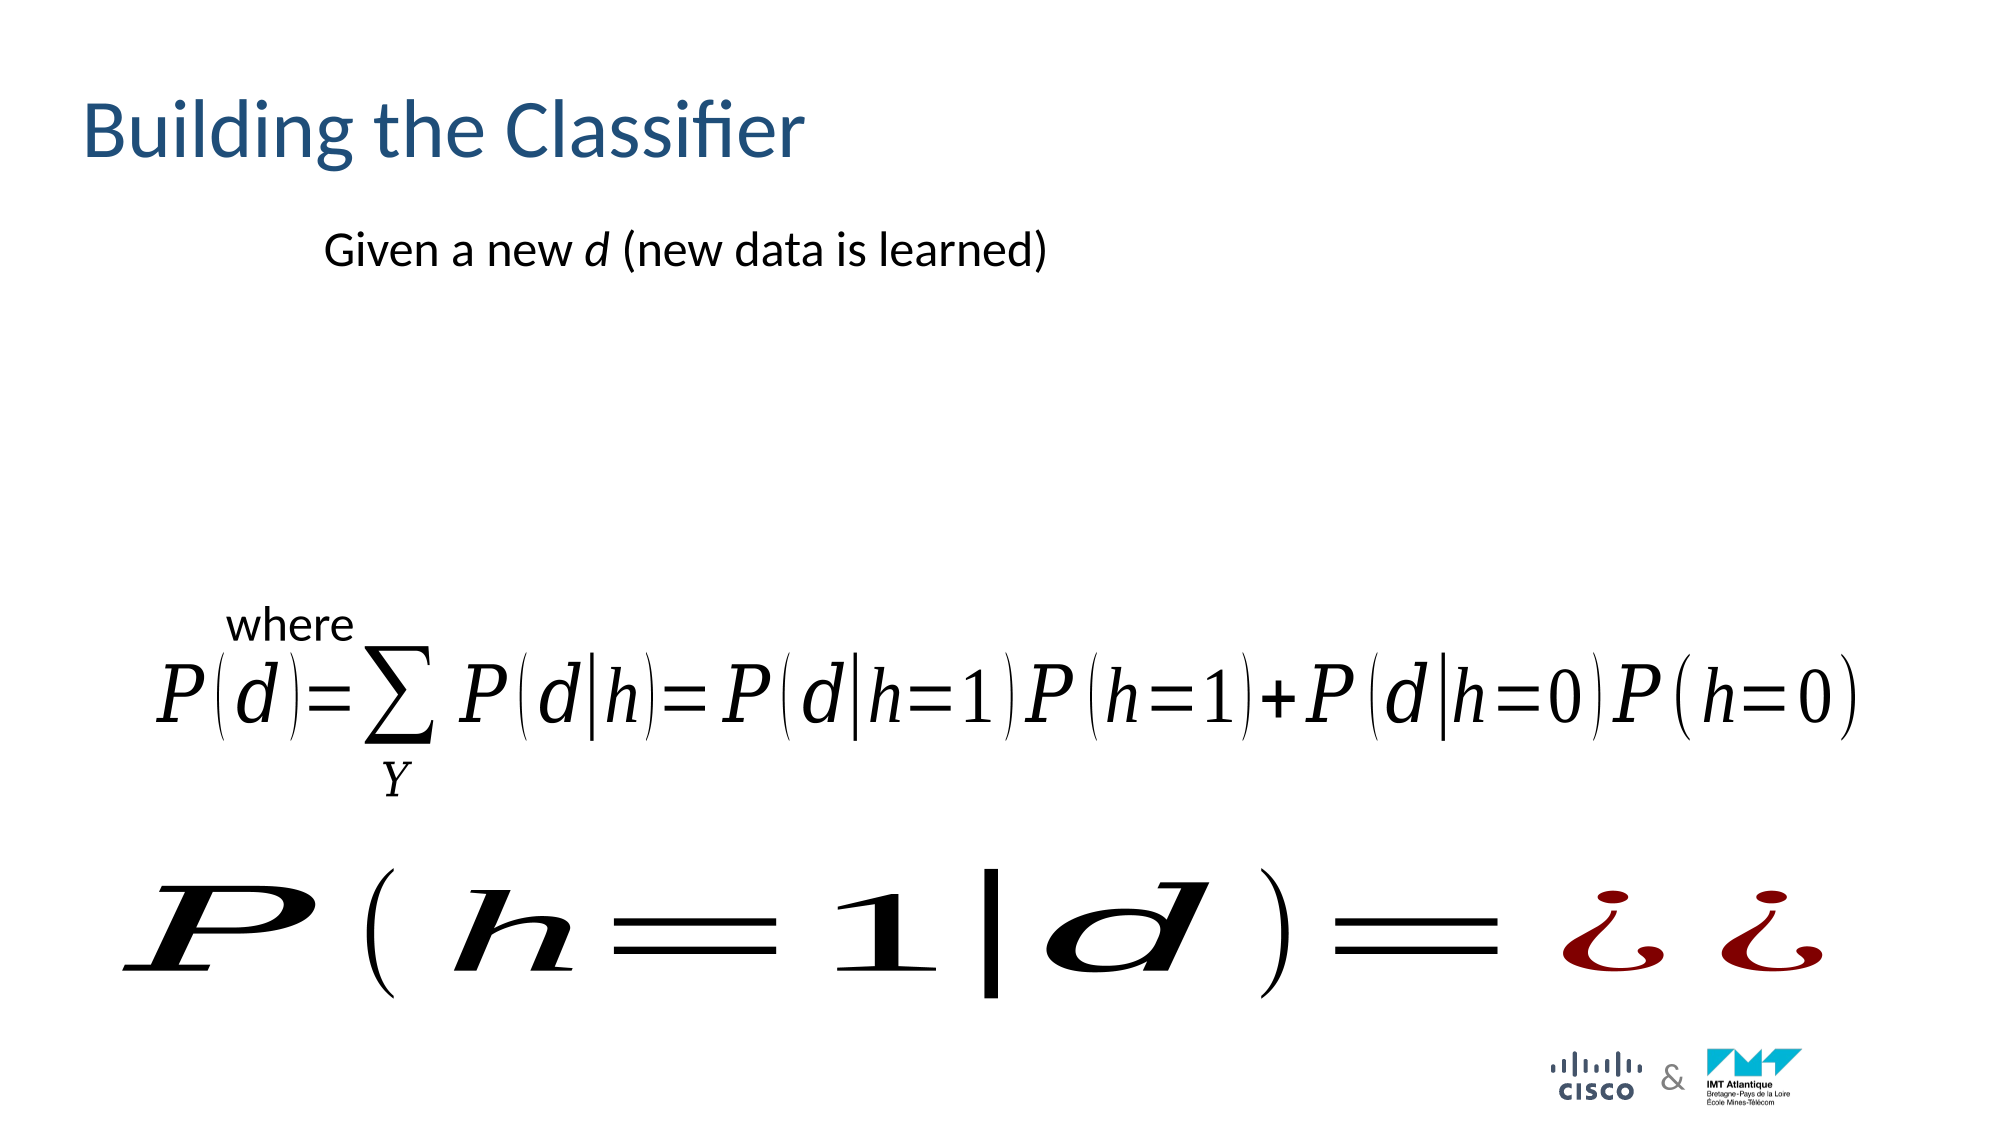 Building the Classifier
Given a new d (new data is learned)
where
P(d)=∑P(d|h)=P(d|h=1)P(h=1)+P(d|h=0)P(h=0)
Y
P(h=1|d)=¿¿
CISCO & IMT Atlantique
Bretagne-Pays de la Loire
École Mines-Télécom